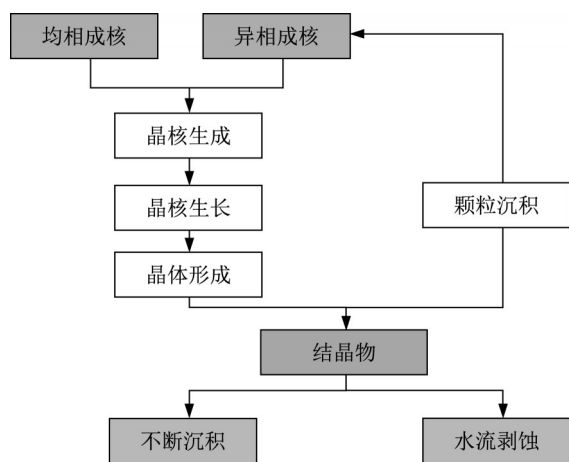 均相成核
异相成核
晶核生成
晶核生长
颗粒沉积
晶体形成
结晶物
不断沉积
水流剥蚀